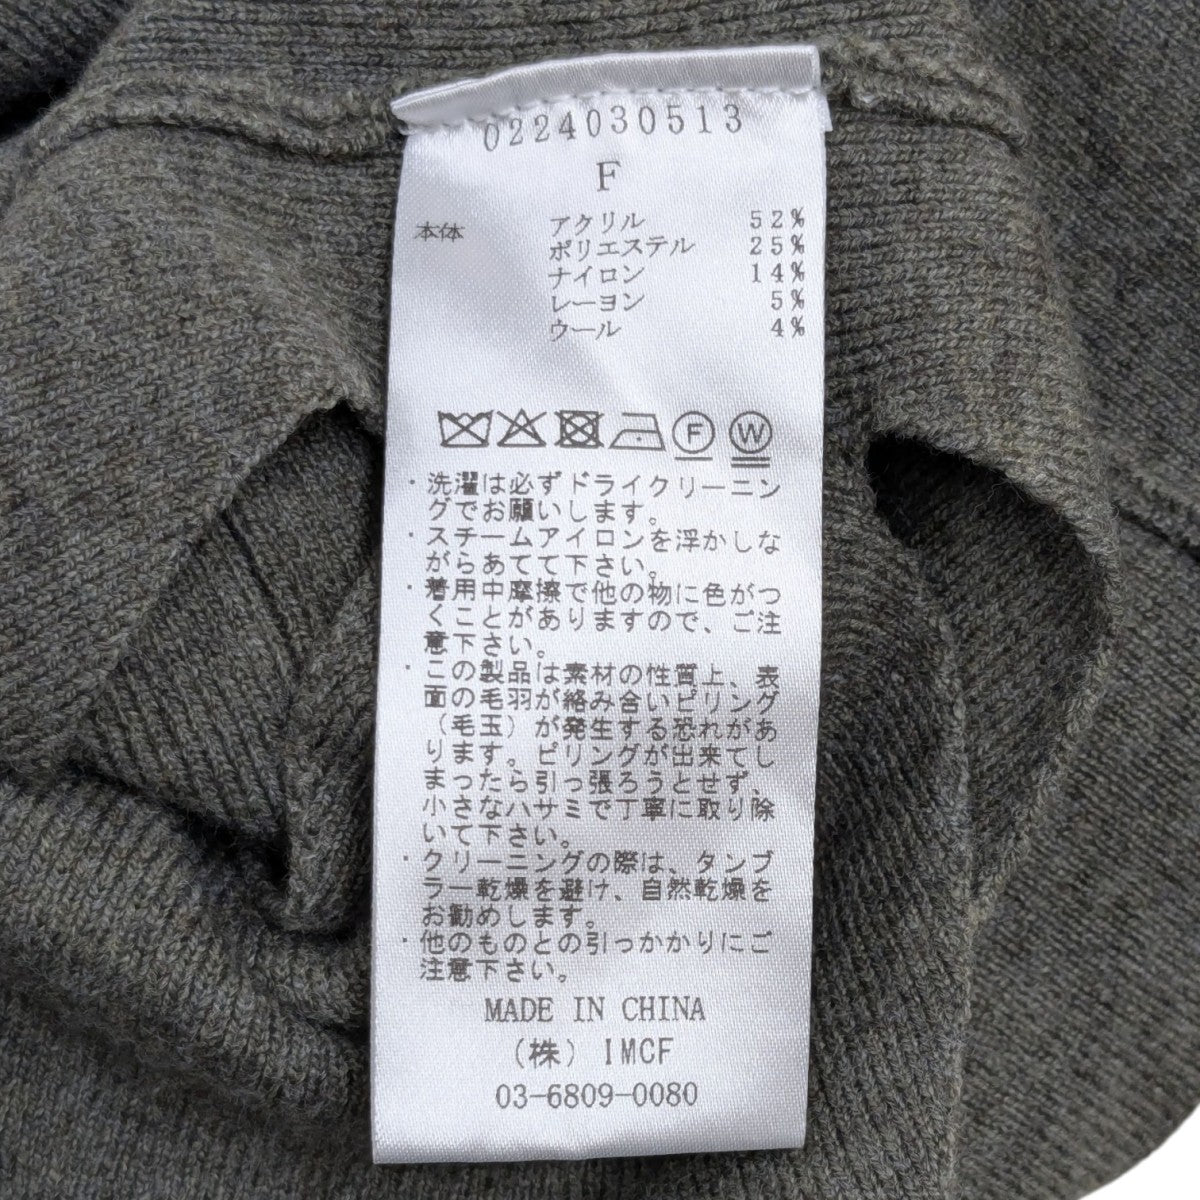 0224030513
F
本体 アクリル 52%
ポリエステル 25%
ナイロン 14%
レーヨン 5%
ウール 4%
F W
・洗濯は必ずドライクリーニン
グでお願いします。
・スチームアイロンを浮かしな
がらあてて下さい。
・着用中摩擦で他の物に色がつ
くことがありますので、ご注
意下さい。
・この製品は素材の性質上、表
面の毛羽が絡み合いピリング
（毛玉）が発生する恐れがあ
ります。ピリングが出来てし
まったら引っ張ろうとせず、
小さなハサミで丁寧に取り除
いて下さい。
・クリーニングの際は、タンブ
ラー乾燥を避け、自然乾燥を
お勧めします。
・他のものとの引っかかりにご
注意下さい。
MADE IN CHINA
（株）IMCF
03-6809-0080